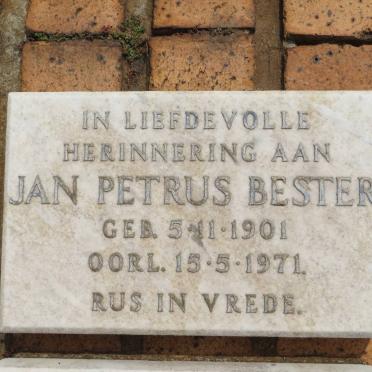 IN LIEFDEVOLLE
HERINNERING AAN
JAN PETRUS BESTER
GEB. 5·11·1901
OORL. 15·5·1971.
RUS IN VREDE.